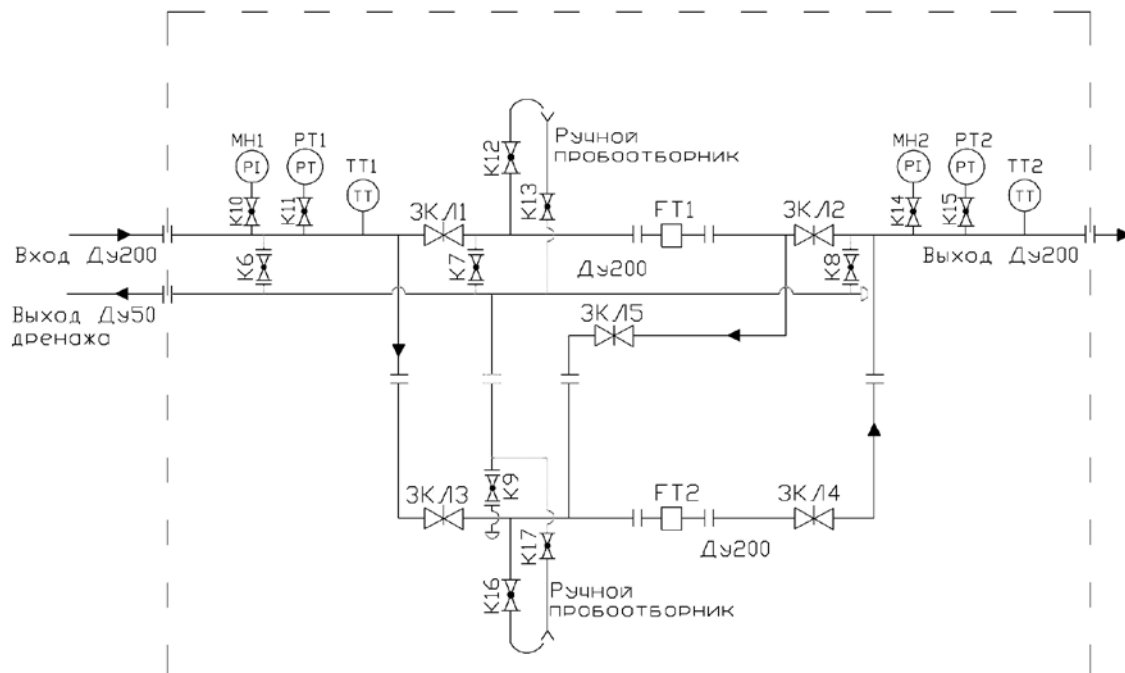 МН1
PI
К10
РТ1
PT
К11
ТТ1
TT
ЗКЛ1
К12
Ручной
пробоотборник
К13
FT1
ЗКЛ2
МН2
PI
К14
РТ2
PT
К15
ТТ2
TT
Вход Ду200
К6
К7
Ду200
К8
Выход Ду200
Выход Ду50
дренажа
ЗКЛ5
ЗКЛ3
К9
FT2
ЗКЛ4
К17
Ду200
К16
Ручной
пробоотборник